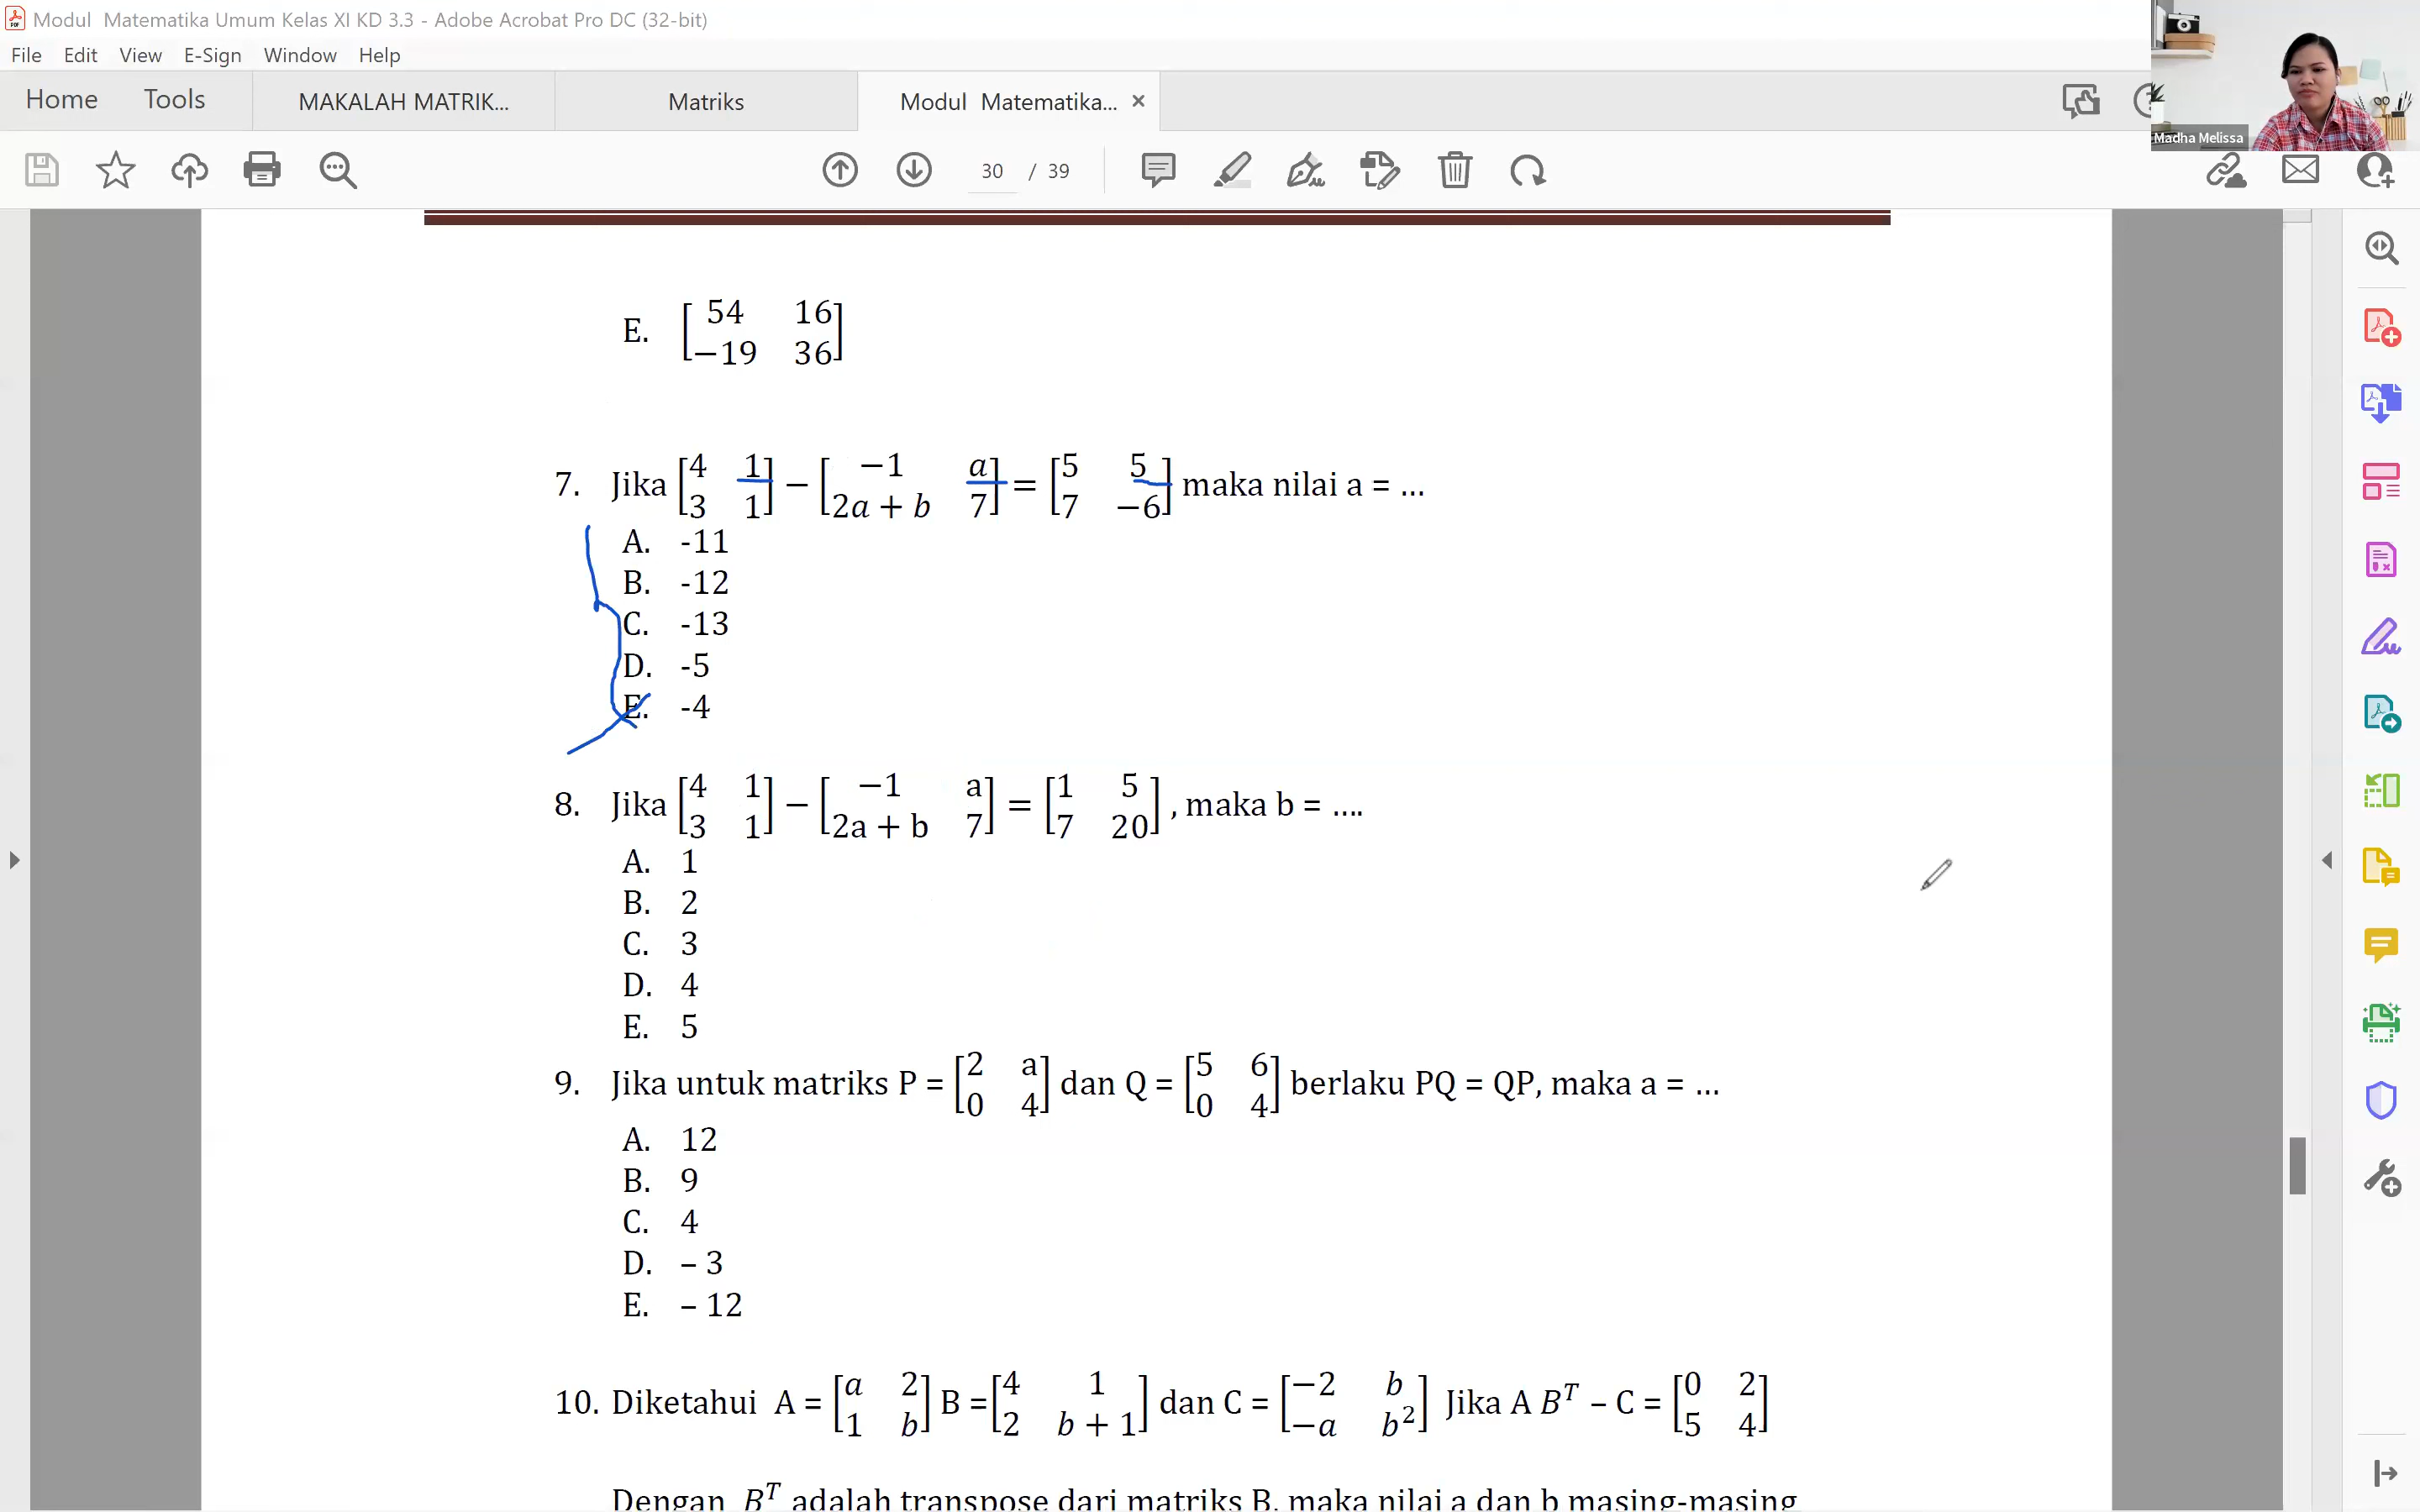 Modul Matematika Umum Kelas XI KD 3.3 - Adobe Acrobat Pro DC (32-bit)
File Edit View E-Sign Window Help
Home Tools MAKALAH MATRIK... Matriks Modul Matematika... ×
30 / 39
Madha Melissa
E. [54 16; −19 36]
7. Jika [4 1; 3 1] − [−1 a; 2a + b 7] = [5 5; 7 −6] maka nilai a = ...
A. -11
B. -12
C. -13
D. -5
E. -4
8. Jika [4 1; 3 1] − [−1 a; 2a + b 7] = [1 5; 7 20] , maka b = ....
A. 1
B. 2
C. 3
D. 4
E. 5
9. Jika untuk matriks P = [2 a; 0 4] dan Q = [5 6; 0 4] berlaku PQ = QP, maka a = ...
A. 12
B. 9
C. 4
D. – 3
E. – 12
10. Diketahui A = [a 2; 1 b] B = [4 1; 2 b + 1] dan C = [−2 b; −a b²] Jika A Bᵀ – C = [0 2; 5 4]
Dengan Bᵀ adalah transpose dari matriks B, maka nilai a dan b masing-masing